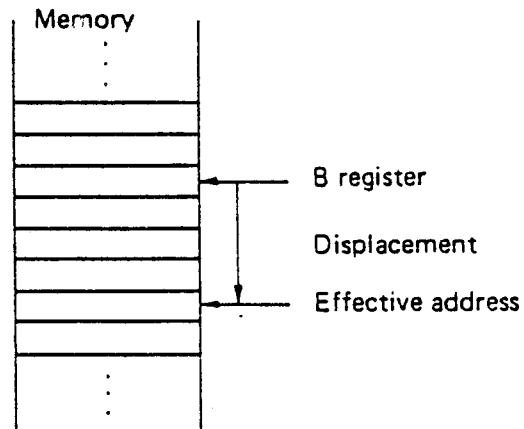 Memory
B register
Displacement
Effective address